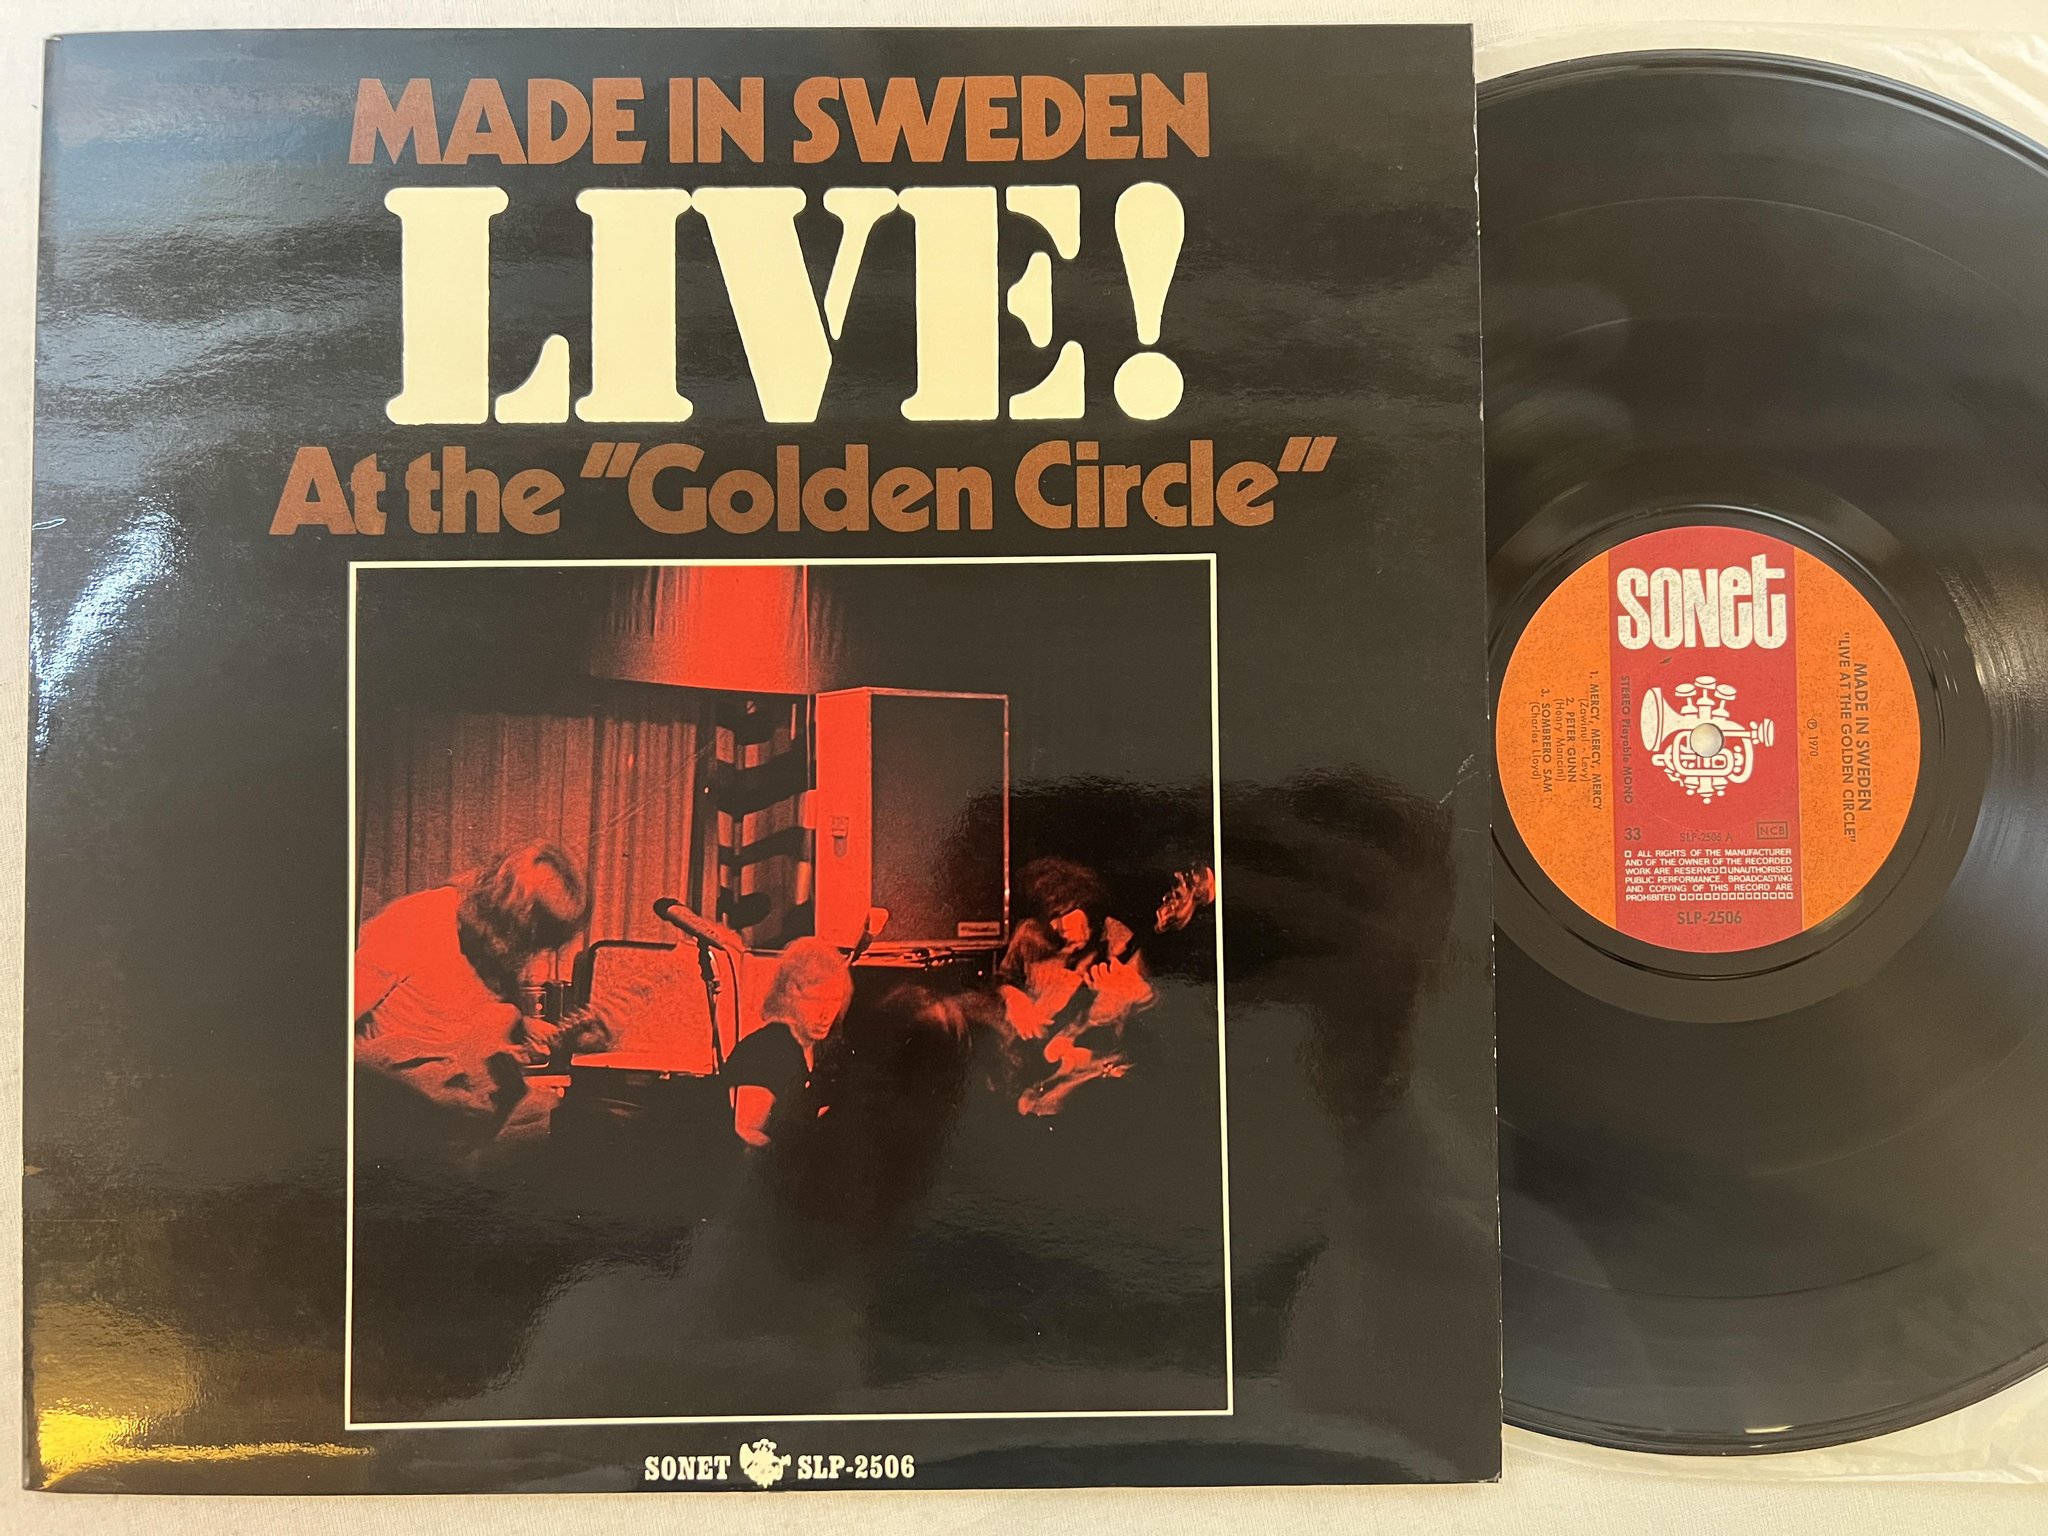 MADE IN SWEDEN
LIVE!
At the "Golden Circle"
SONET SLP-2506
sonet
STEREO Playable MONO
33
SLP-2506 A
NCB
ALL RIGHTS OF THE MANUFACTURER
AND OF THE OWNER OF THE RECORDED
WORK ARE RESERVED UNAUTHORISED
PUBLIC PERFORMANCE, BROADCASTING
AND COPYING OF THIS RECORD ARE
PROHIBITED
SLP-2506
MADE IN SWEDEN
"LIVE AT THE GOLDEN CIRCLE"
℗ 1970
1. MERCY, MERCY, MERCY
(Zawinul - Levy)
2. PETER GUNN
(Henry Mancini)
3. SOMBRERO SAM
(Charles Lloyd)